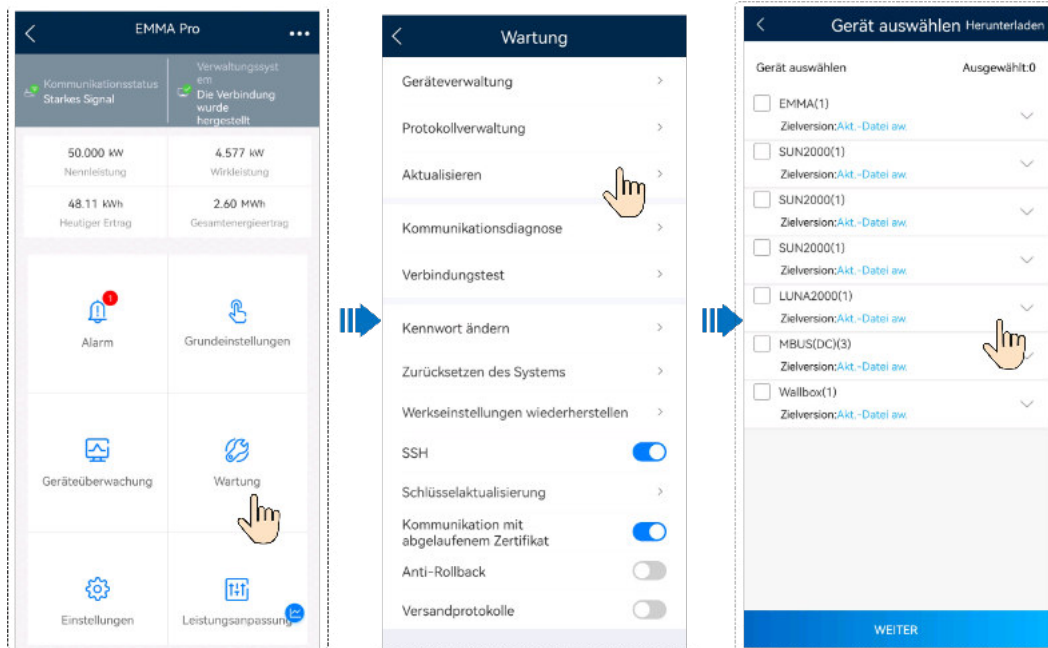 EMMA Pro
Kommunikationsstatus
Starkes Signal
Verwaltungssyst
em
Die Verbindung
wurde
hergestellt
50.000 kW
Nennleistung
4.577 kW
Wirkleistung
48.11 kWh
Heutiger Ertrag
2.60 MWh
Gesamtenergieertrag
1
Alarm
Grundeinstellungen
Geräteüberwachung
Wartung
Einstellungen
Leistungsanpassung
Wartung
Geräteverwaltung
Protokollverwaltung
Aktualisieren
Kommunikationsdiagnose
Verbindungstest
Kennwort ändern
Zurücksetzen des Systems
Werkseinstellungen wiederherstellen
SSH
Schlüsselaktualisierung
Kommunikation mit
abgelaufenem Zertifikat
Anti-Rollback
Versandprotokolle
Gerät auswählen Herunterladen
Gerät auswählen Ausgewählt:0
EMMA(1)
Zielversion:Akt.-Datei aw.
SUN2000(1)
Zielversion:Akt.-Datei aw.
SUN2000(1)
Zielversion:Akt.-Datei aw.
SUN2000(1)
Zielversion:Akt.-Datei aw.
LUNA2000(1)
Zielversion:Akt.-Datei aw.
MBUS(DC)(3)
Zielversion:Akt.-Datei aw.
Wallbox(1)
Zielversion:Akt.-Datei aw.
WEITER